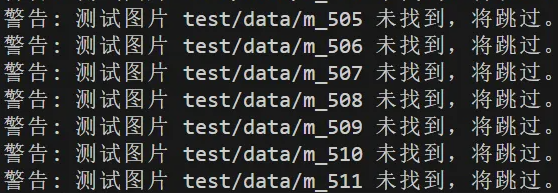 警告: 测试图片 test/data/m_505 未找到，将跳过。
警告: 测试图片 test/data/m_506 未找到，将跳过。
警告: 测试图片 test/data/m_507 未找到，将跳过。
警告: 测试图片 test/data/m_508 未找到，将跳过。
警告: 测试图片 test/data/m_509 未找到，将跳过。
警告: 测试图片 test/data/m_510 未找到，将跳过。
警告: 测试图片 test/data/m_511 未找到，将跳过。